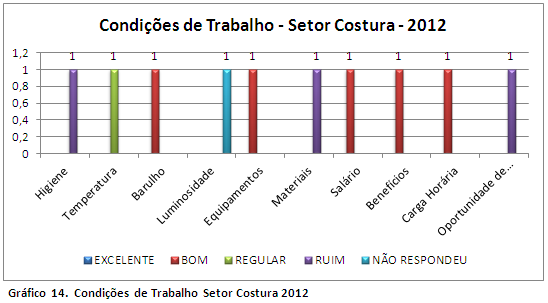 Condições de Trabalho - Setor Costura - 2012
1 1 1 1 1 1 1 1 1 1
1,2
1
0,8
0,6
0,4
0,2
0
Higiene
Temperatura
Barulho
Luminosidade
Equipamentos
Materiais
Salário
Benefícios
Carga Horária
Oportunidade de...
EXCELENTE BOM REGULAR RUIM NÃO RESPONDEU
Gráfico 14. Condições de Trabalho Setor Costura 2012